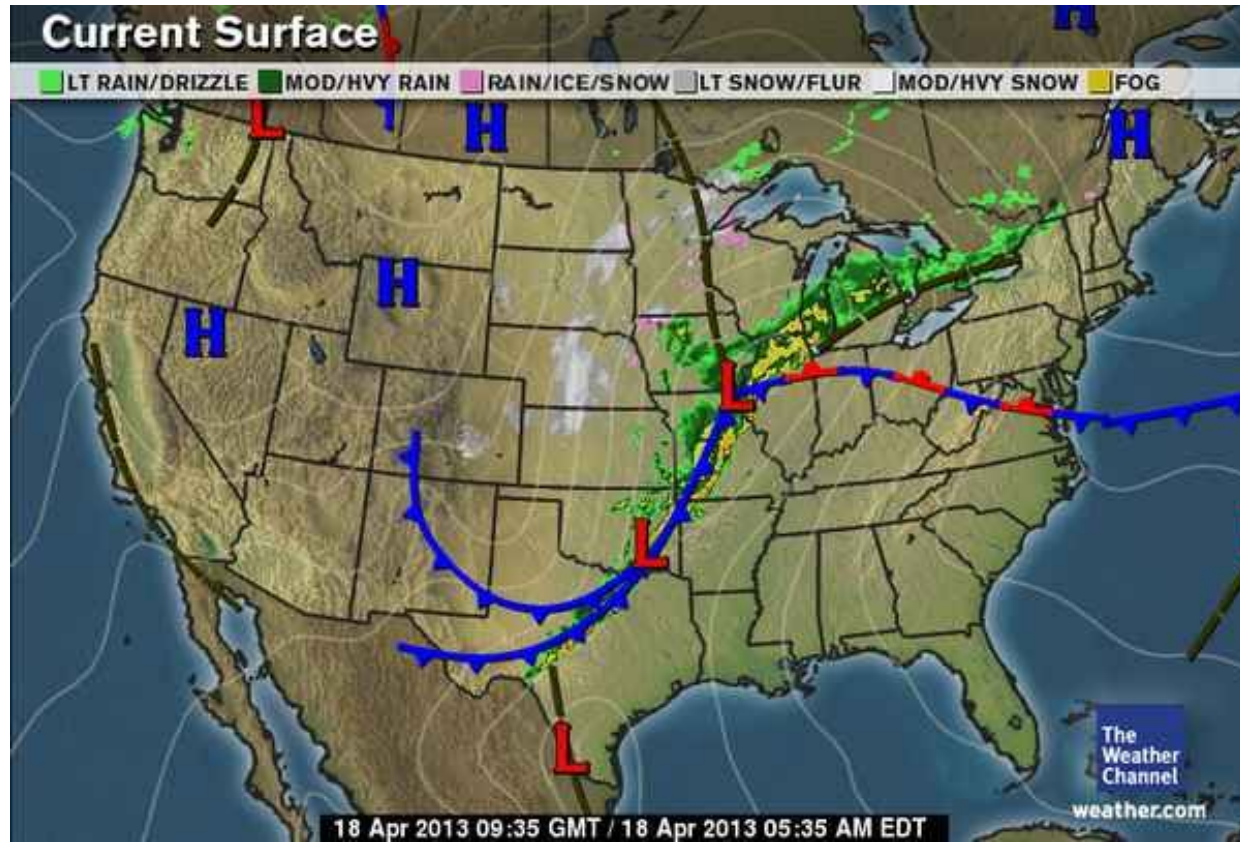 Current Surface
LT RAIN/DRIZZLE MOD/HVY RAIN RAIN/ICE/SNOW LT SNOW/FLUR MOD/HVY SNOW FOG
H
L
H
H
H
H
L
L
L
The
Weather
Channel
weather.com
18 Apr 2013 09:35 GMT / 18 Apr 2013 05:35 AM EDT